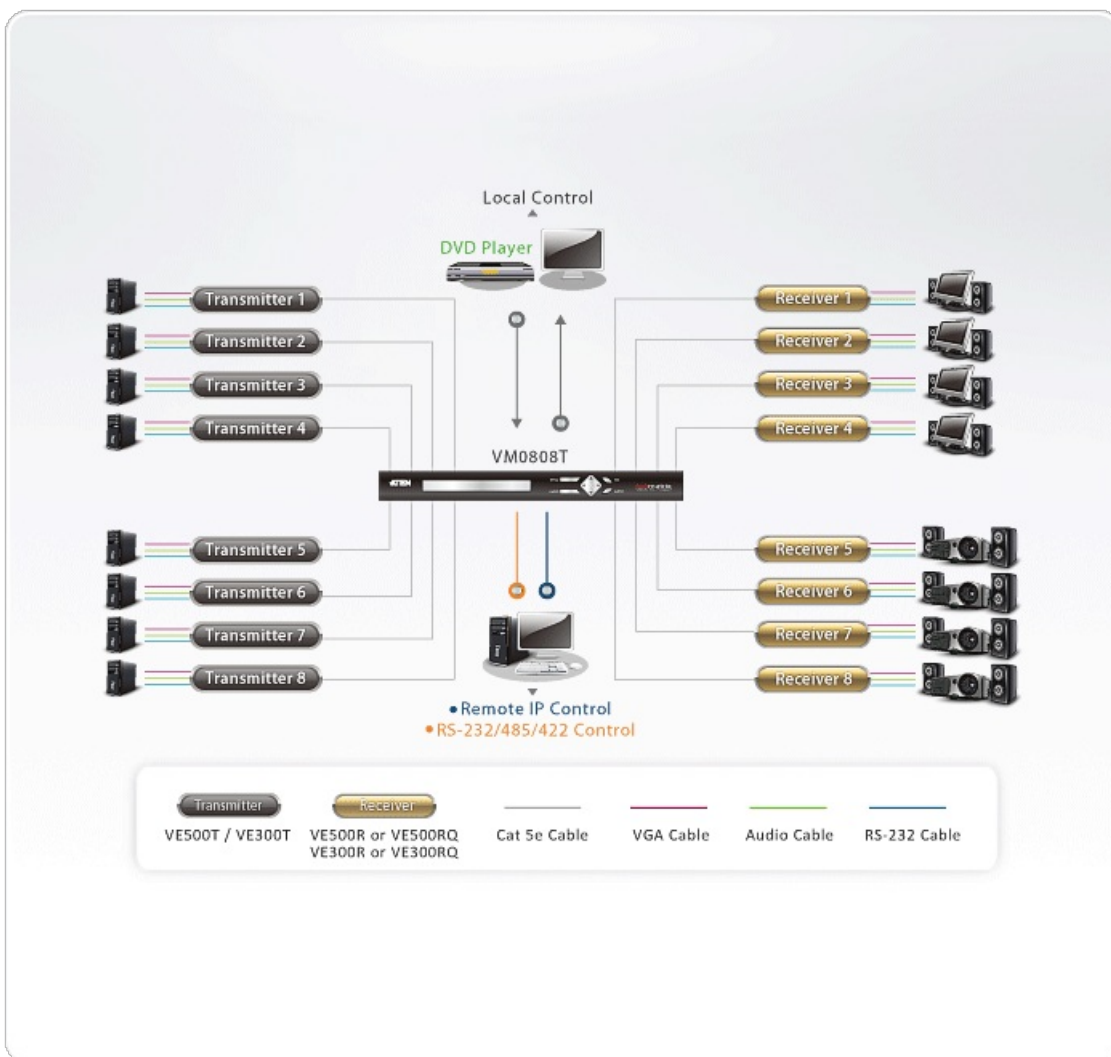 Local Control
DVD Player
Transmitter 1
Transmitter 2
Transmitter 3
Transmitter 4
Receiver 1
Receiver 2
Receiver 3
Receiver 4
VM0808T
ATEN
Transmitter 5
Transmitter 6
Transmitter 7
Transmitter 8
Receiver 5
Receiver 6
Receiver 7
Receiver 8
•Remote IP Control
•RS-232/485/422 Control
Transmitter
VE500T / VE300T
Receiver
VE500R or VE500RQ
VE300R or VE300RQ
Cat 5e Cable
VGA Cable
Audio Cable
RS-232 Cable